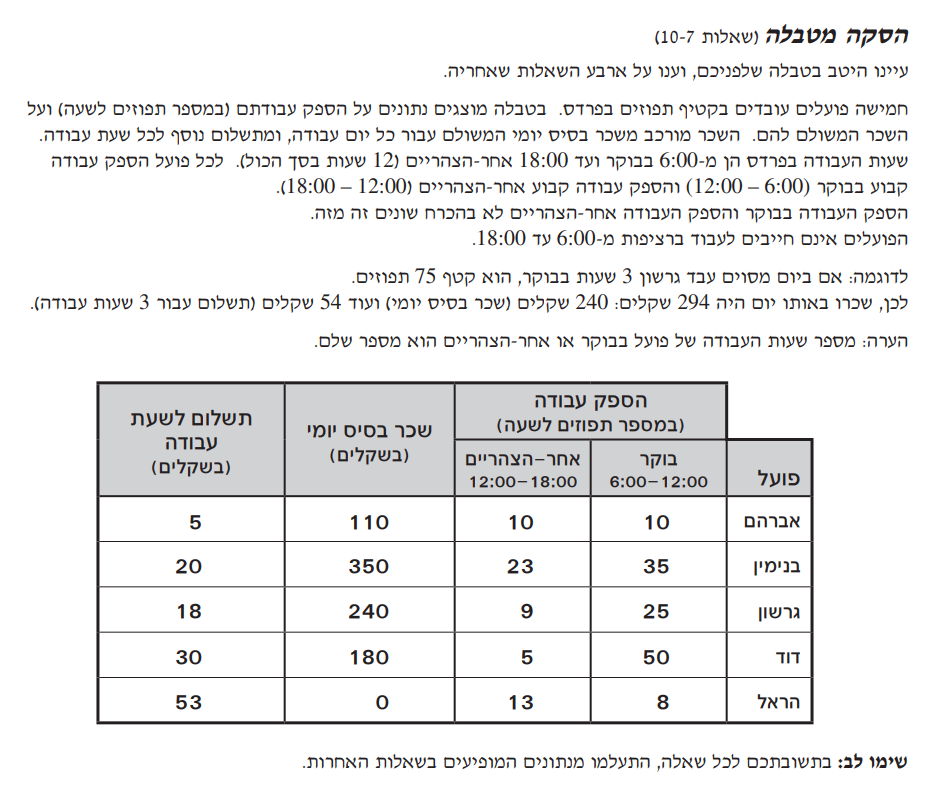 הסקה מטבלה (שאלות 10-7)
עיינו היטב בטבלה שלפניכם, וענו על ארבע השאלות שאחריה.
חמישה פועלים עובדים בקטיף תפוזים בפרדס. בטבלה מוצגים נתונים על הספק עבודתם (במספר תפוזים לשעה) ועל
השכר המשולם להם. השכר מורכב משכר בסיס יומי המשולם עבור כל יום עבודה, ומתשלום נוסף לכל שעת עבודה.
שעות העבודה בפרדס הן מ-6:00 בבוקר ועד 18:00 אחר-הצהריים (12 שעות בסך הכול). לכל פועל הספק עבודה
קבוע בבוקר (6:00 – 12:00) והספק עבודה קבוע אחר-הצהריים (12:00 – 18:00).
הספק העבודה בבוקר והספק העבודה אחר-הצהריים לא בהכרח שונים זה מזה.
הפועלים אינם חייבים לעבוד ברציפות מ-6:00 עד 18:00.
לדוגמה: אם ביום מסוים עבד גרשון 3 שעות בבוקר, הוא קטף 75 תפוזים.
לכן, שכרו באותו יום היה 294 שקלים: 240 שקלים (שכר בסיס יומי) ועוד 54 שקלים (תשלום עבור 3 שעות עבודה).
הערה: מספר שעות העבודה של פועל בבוקר או אחר-הצהריים הוא מספר שלם.
הספק עבודה
(במספר תפוזים לשעה)
שכר בסיס יומי
(בשקלים)
תשלום לשעת
עבודה
(בשקלים)
פועל
בוקר
6:00–12:00
אחר-הצהריים
12:00–18:00
אברהם 10 10 110 5
בנימין 35 23 350 20
גרשון 25 9 240 18
דוד 50 5 180 30
הראל 8 13 0 53
שימו לב: בתשובתכם לכל שאלה, התעלמו מנתונים המופיעים בשאלות האחרות.